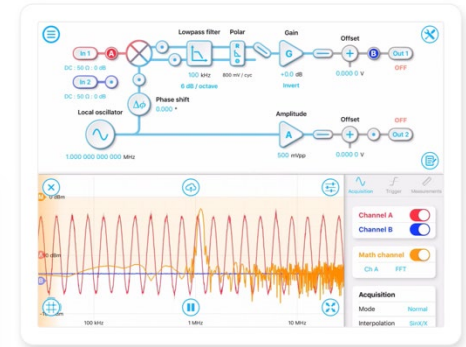 Lowpass filter Polar Gain Offset
In 1 A G B Out 1
DC : 50 Ω : 0 dB 100 kHz 800 mV / cyc +0.0 dB 0.000 0 V OFF
In 2 6 dB / octave Invert
DC : 50 Ω : 0 dB
Δφ Phase shift
0.000 °
Local oscillator Amplitude Offset OFF
A Out 2
1.000 000 000 000 MHz 500 mVpp 0.000 0 V
Acquisition Trigger Measurements
0 dBm
Channel A
Channel B
Math channel
Ch A FFT
Acquisition
Mode Normal
100 kHz 1 MHz 10 MHz
Interpolation SinX/X